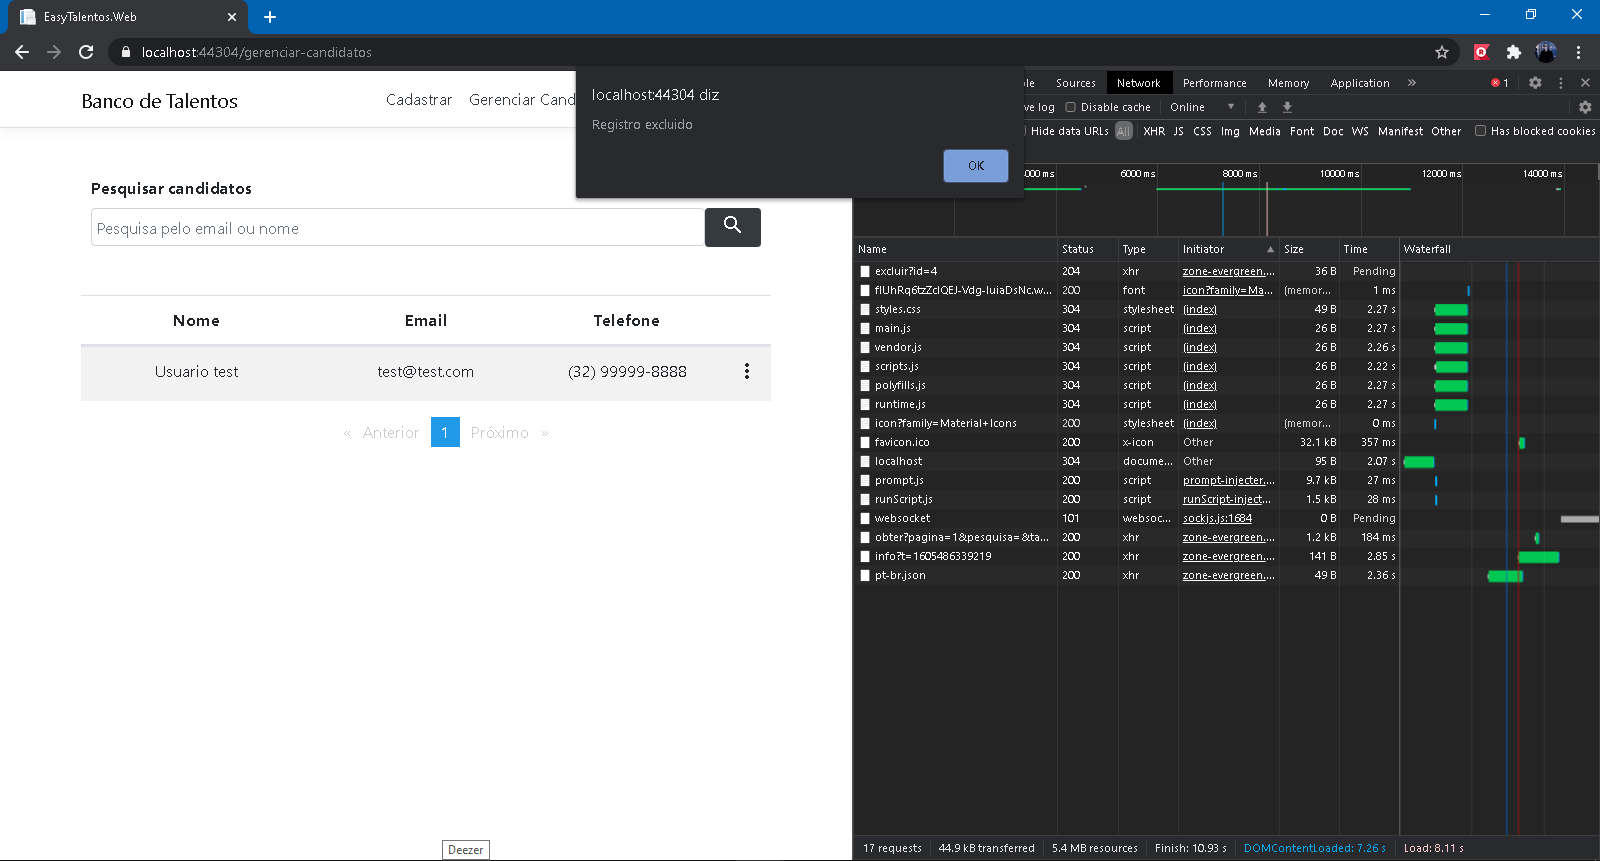 EasyTalentos.Web
localhost:44304/gerenciar-candidatos
Banco de Talentos
Cadastrar
Gerenciar Cand
localhost:44304 diz
Registro excluido
OK
Pesquisar candidatos
Pesquisa pelo email ou nome
Nome Email Telefone
Usuario test test@test.com (32) 99999-8888
« Anterior 1 Próximo »
Deezer
Sources Network Performance Memory Application » 1
ve log Disable cache Online
Hide data URLs All XHR JS CSS Img Media Font Doc WS Manifest Other Has blocked cookies
000 ms 6000 ms 8000 ms 10000 ms 12000 ms 14000 ms
Name Status Type Initiator Size Time Waterfall
excluir?id=4 204 xhr zone-evergreen.... 36 B Pending
flUhRq6tzZclQEJ-Vdg-IuiaDsNc.w... 200 font icon?family=Ma... (memor... 1 ms
styles.css 304 stylesheet (index) 49 B 2.27 s
main.js 304 script (index) 26 B 2.27 s
vendor.js 304 script (index) 26 B 2.26 s
scripts.js 304 script (index) 26 B 2.22 s
polyfills.js 304 script (index) 26 B 2.27 s
runtime.js 304 script (index) 26 B 2.27 s
icon?family=Material+Icons 200 stylesheet (index) (memor... 0 ms
favicon.ico 200 x-icon Other 32.1 kB 357 ms
localhost 304 docume... Other 95 B 2.07 s
prompt.js 200 script prompt-injecter.... 9.7 kB 27 ms
runScript.js 200 script runScript-inject... 1.5 kB 28 ms
websocket 101 websoc... sockjs.js:1684 0 B Pending
obter?pagina=1&pesquisa=&ta... 200 xhr zone-evergreen.... 1.2 kB 184 ms
info?t=1605486339219 200 xhr zone-evergreen.... 141 B 2.85 s
pt-br.json 200 xhr zone-evergreen.... 49 B 2.36 s
17 requests 44.9 kB transferred 5.4 MB resources Finish: 10.93 s DOMContentLoaded: 7.26 s Load: 8.11 s